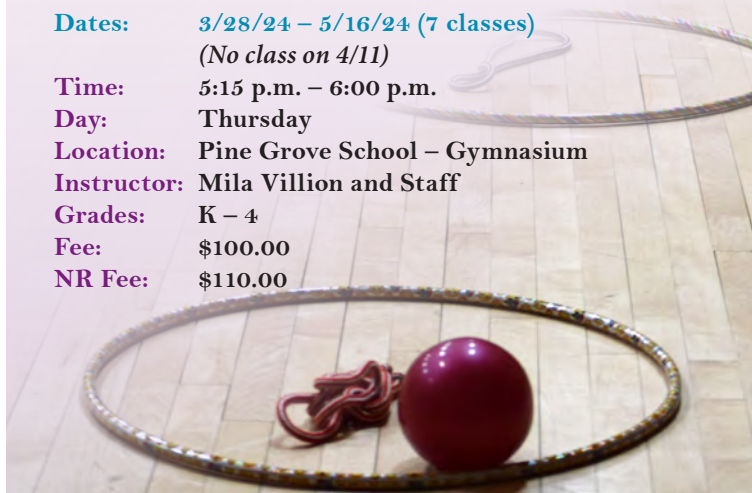 Dates: 3/28/24 – 5/16/24 (7 classes)
(No class on 4/11)
Time: 5:15 p.m. – 6:00 p.m.
Day: Thursday
Location: Pine Grove School – Gymnasium
Instructor: Mila Villion and Staff
Grades: K – 4
Fee: $100.00
NR Fee: $110.00